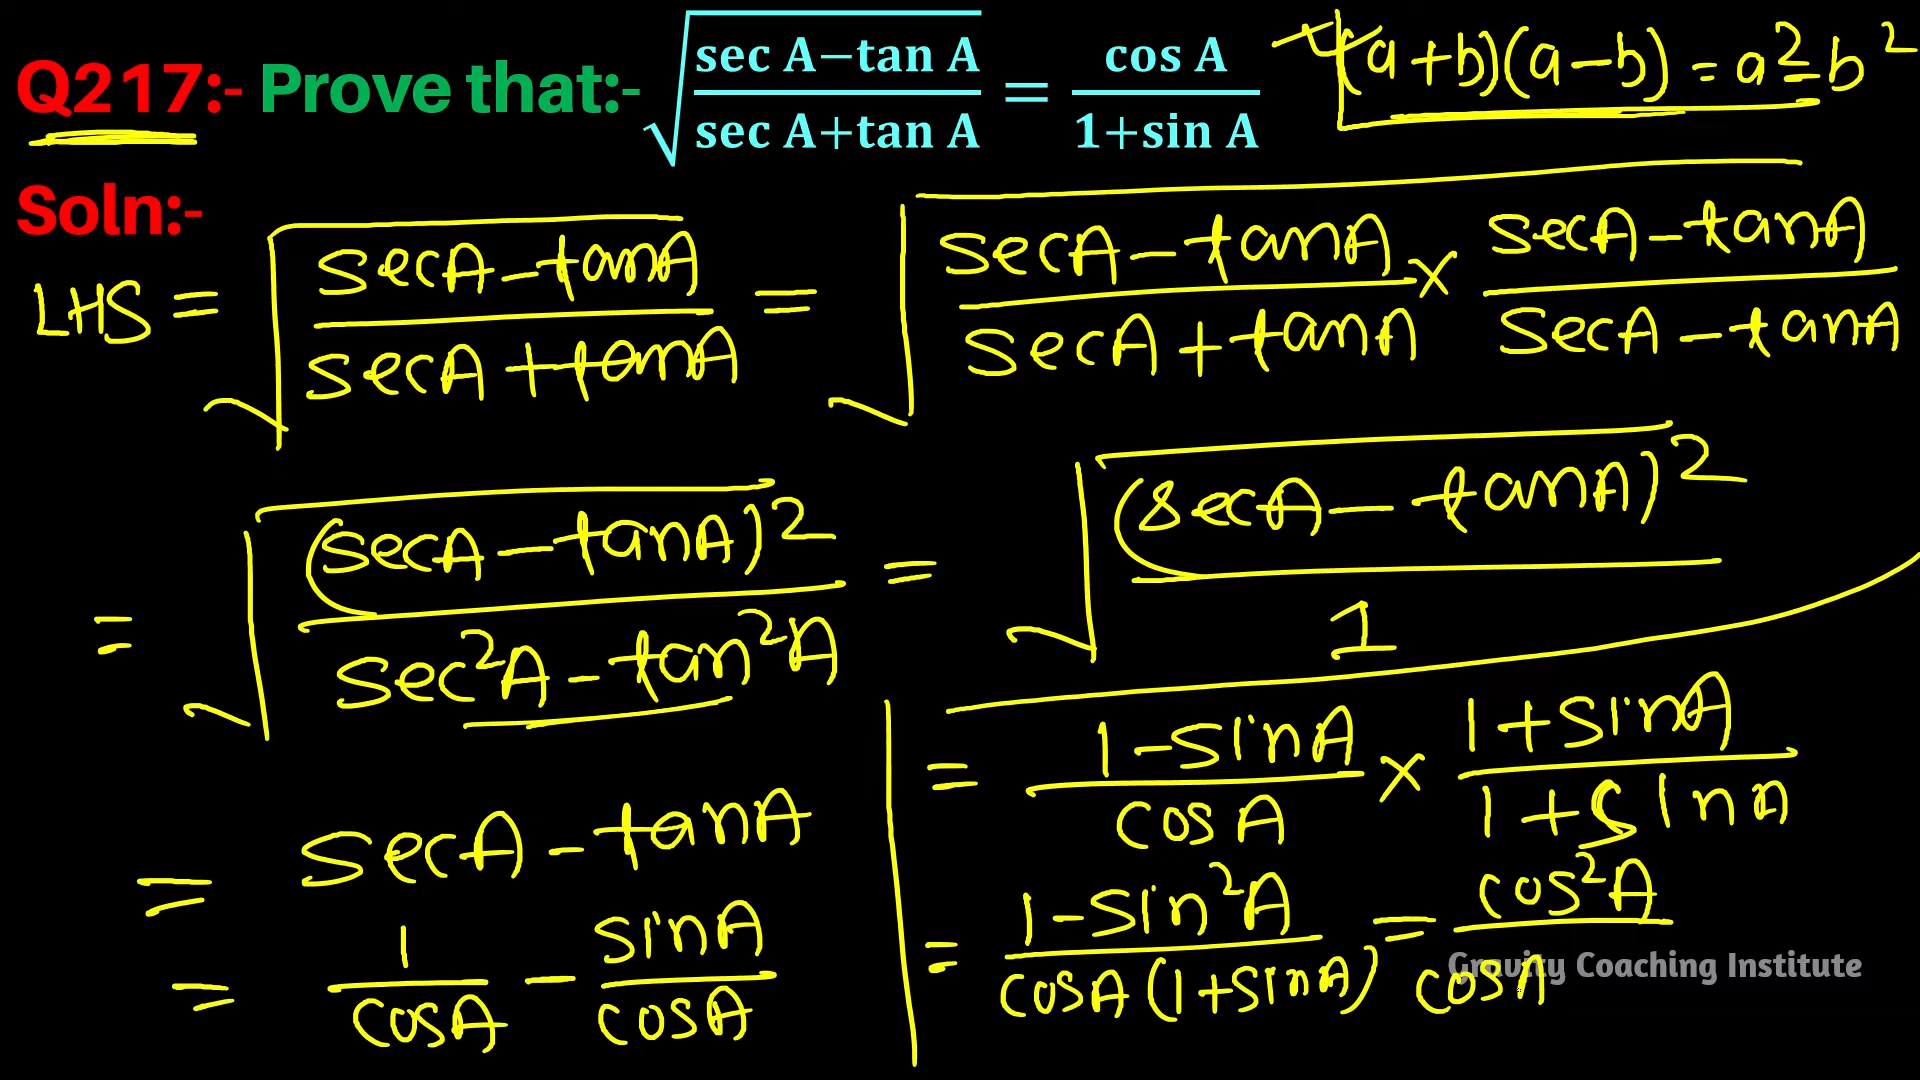 Q217:- Prove that:- √((sec A−tan A)/(sec A+tan A)) = cos A/(1+sin A)
(a+b)(a-b) = a²-b²
Soln:-
LHS = √((secA-tanA)/(secA+tanA)) = √((secA-tanA)/(secA+tanA) × (secA-tanA)/(secA-tanA))
= √((secA-tanA)²/(sec²A-tan²A)) = √((secA-tanA)²/1)
= secA-tanA
= 1/cosA - sinA/cosA
= (1-sinA)/cosA × (1+sinA)/(1+sinA)
= (1-sin²A)/(cosA(1+sinA)) = cos²A/cosA
Gravity Coaching Institute